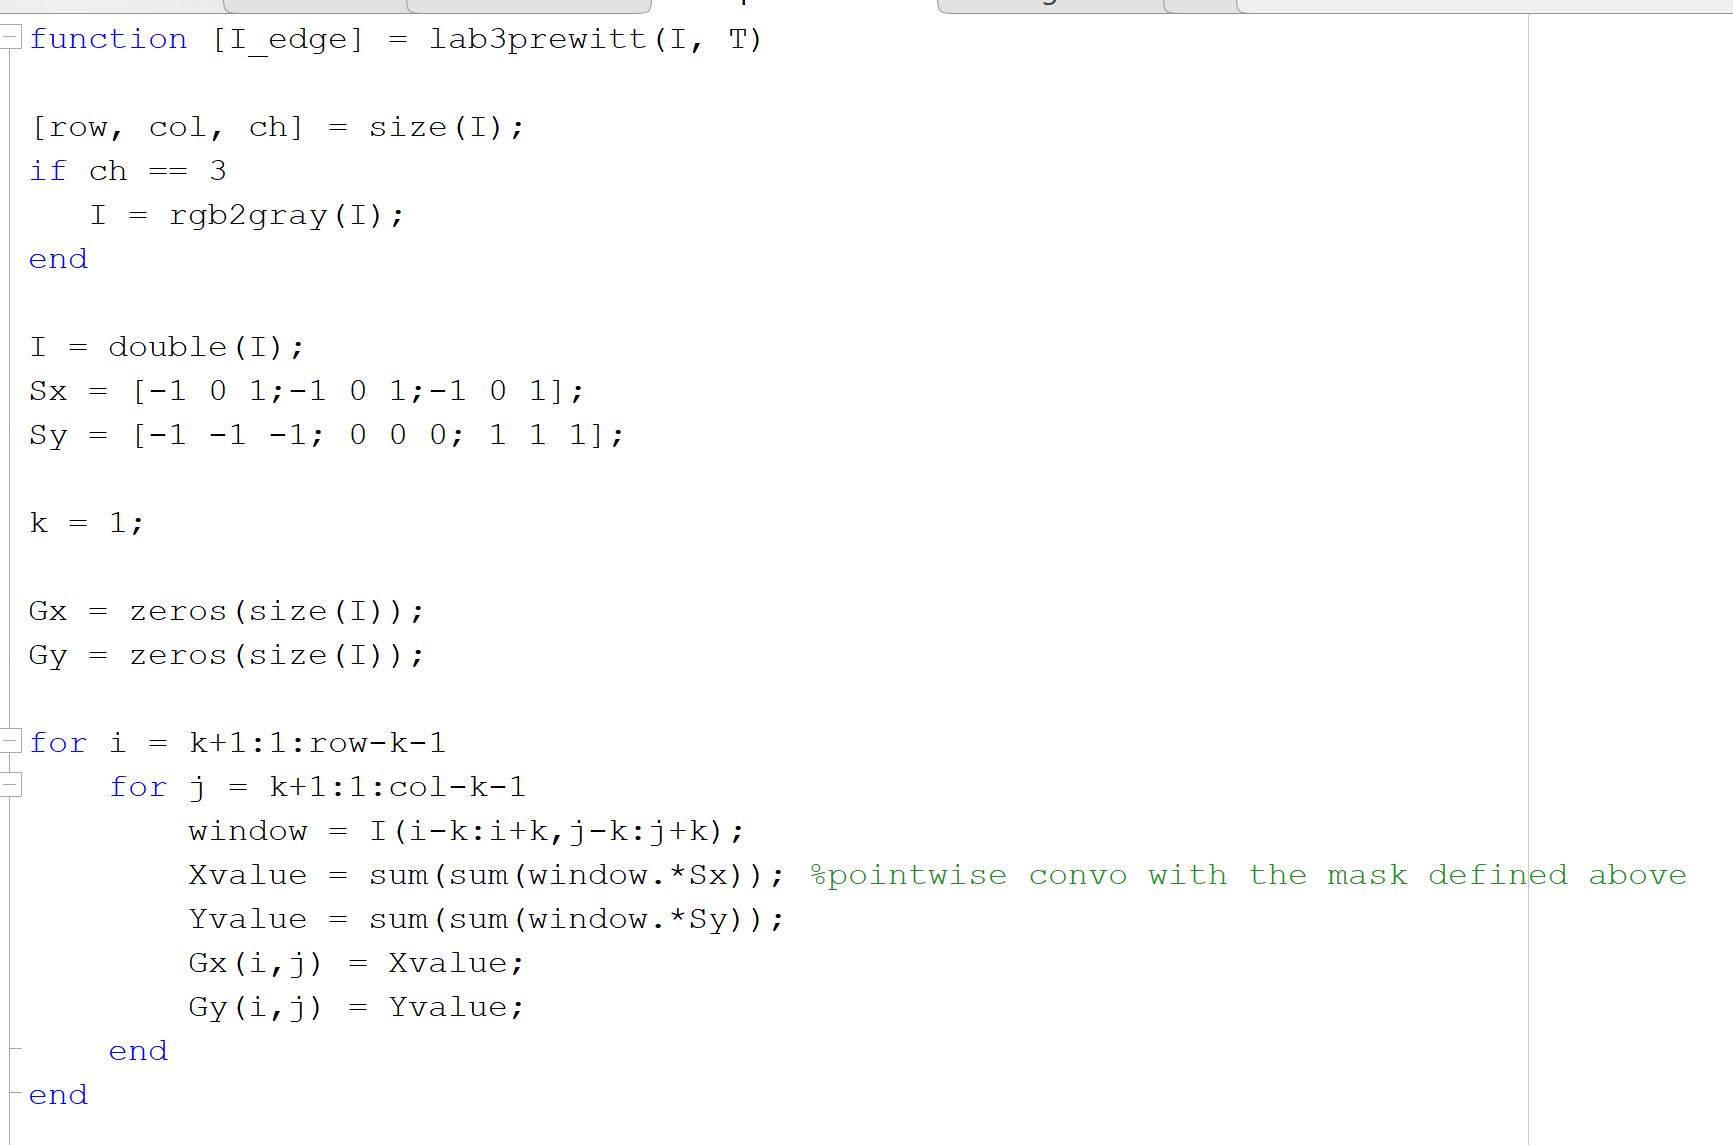 function [I_edge] = lab3prewitt(I, T)
[row, col, ch] = size(I);
if ch == 3
I = rgb2gray(I);
end
I = double(I);
Sx = [-1 0 1;-1 0 1;-1 0 1];
Sy = [-1 -1 -1; 0 0 0; 1 1 1];
k = 1;
Gx = zeros(size(I));
Gy = zeros(size(I));
for i = k+1:1:row-k-1
for j = k+1:1:col-k-1
window = I(i-k:i+k,j-k:j+k);
Xvalue = sum(sum(window.*Sx)); %pointwise convo with the mask defined above
Yvalue = sum(sum(window.*Sy));
Gx(i,j) = Xvalue;
Gy(i,j) = Yvalue;
end
end